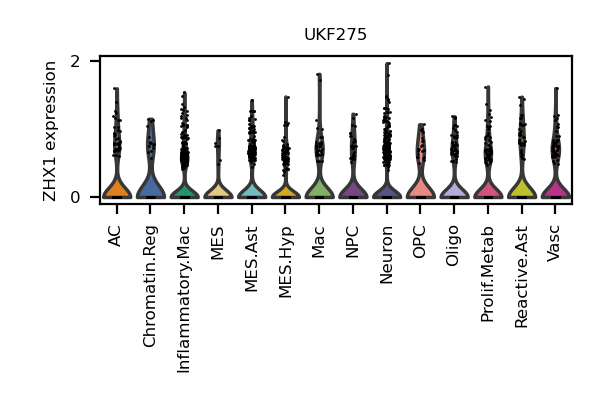 UKF275
ZHX1 expression
2
0
AC
Chromatin.Reg
Inflammatory.Mac
MES
MES.Ast
MES.Hyp
Mac
NPC
Neuron
OPC
Oligo
Prolif.Metab
Reactive.Ast
Vasc